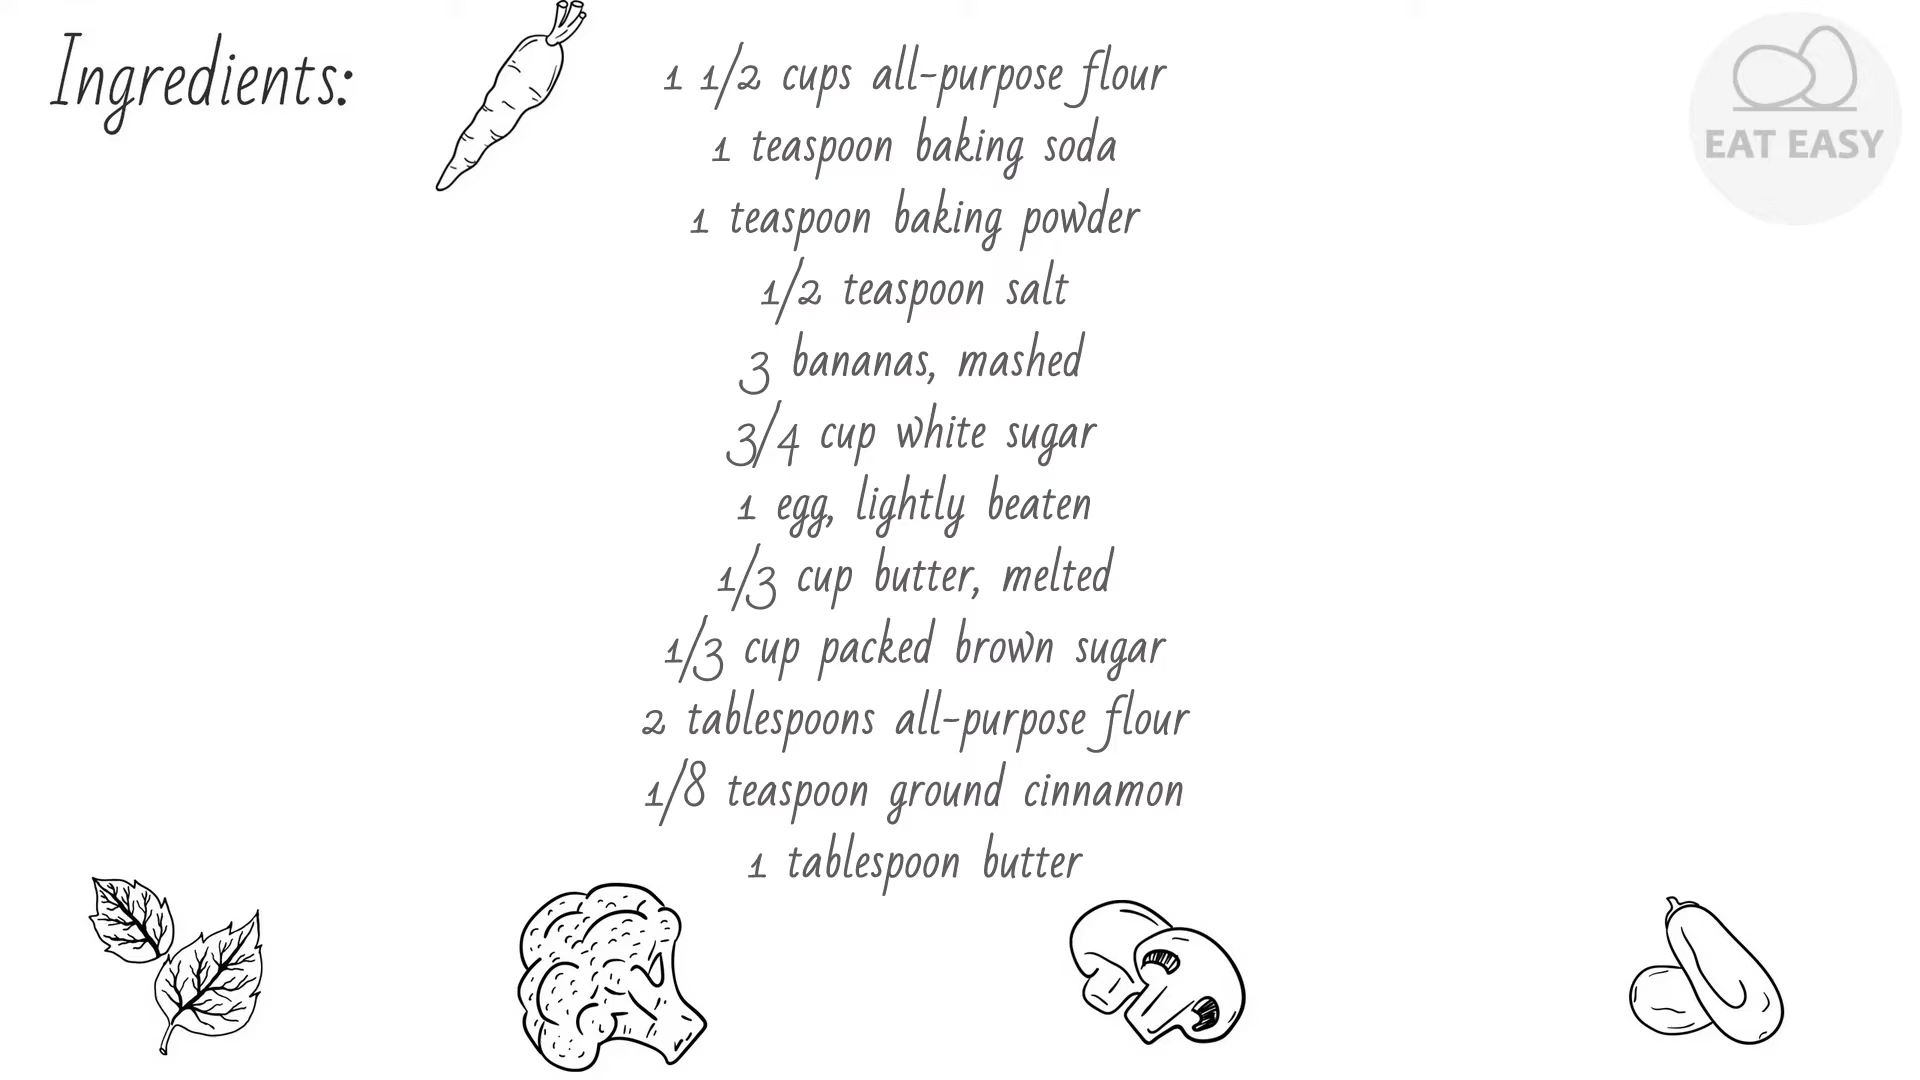 Ingredients:
1 1/2 cups all-purpose flour
1 teaspoon baking soda
1 teaspoon baking powder
1/2 teaspoon salt
3 bananas, mashed
3/4 cup white sugar
1 egg, lightly beaten
1/3 cup butter, melted
1/3 cup packed brown sugar
2 tablespoons all-purpose flour
1/8 teaspoon ground cinnamon
1 tablespoon butter
EAT EASY